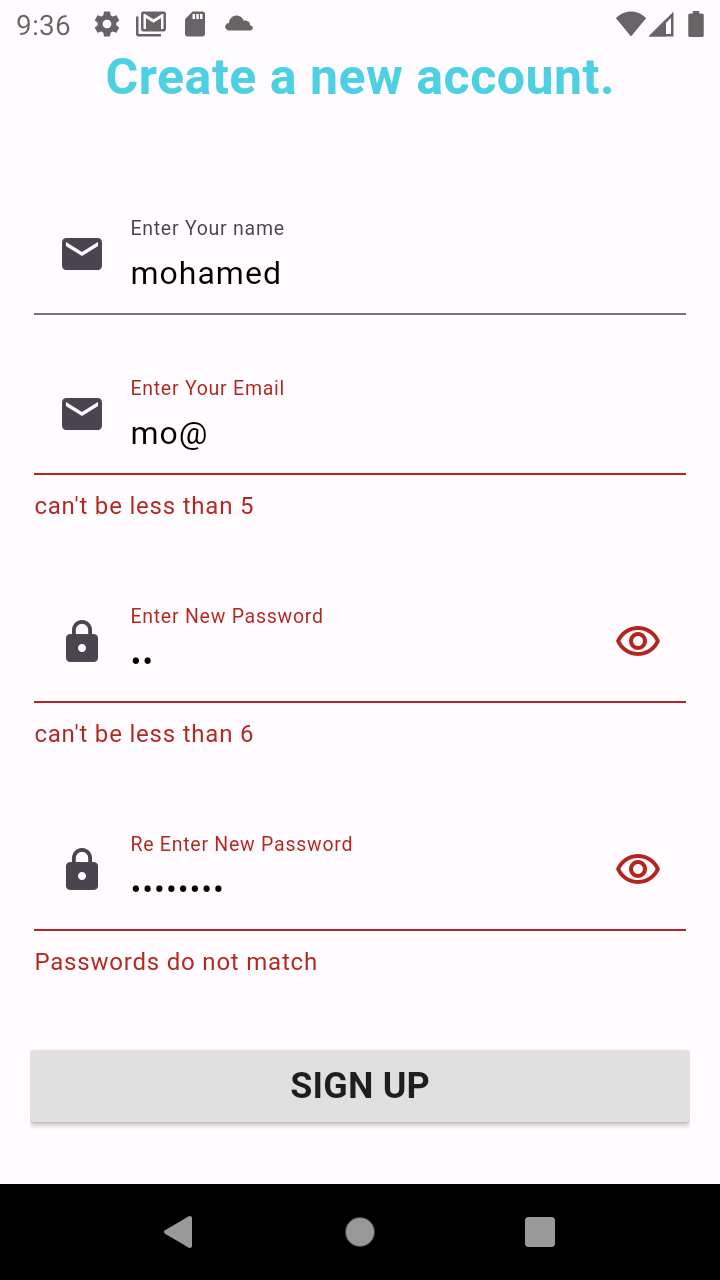 9:36
Create a new account.
Enter Your name
mohamed
Enter Your Email
mo@
can't be less than 5
Enter New Password
••
can't be less than 6
Re Enter New Password
••••••••
Passwords do not match
SIGN UP